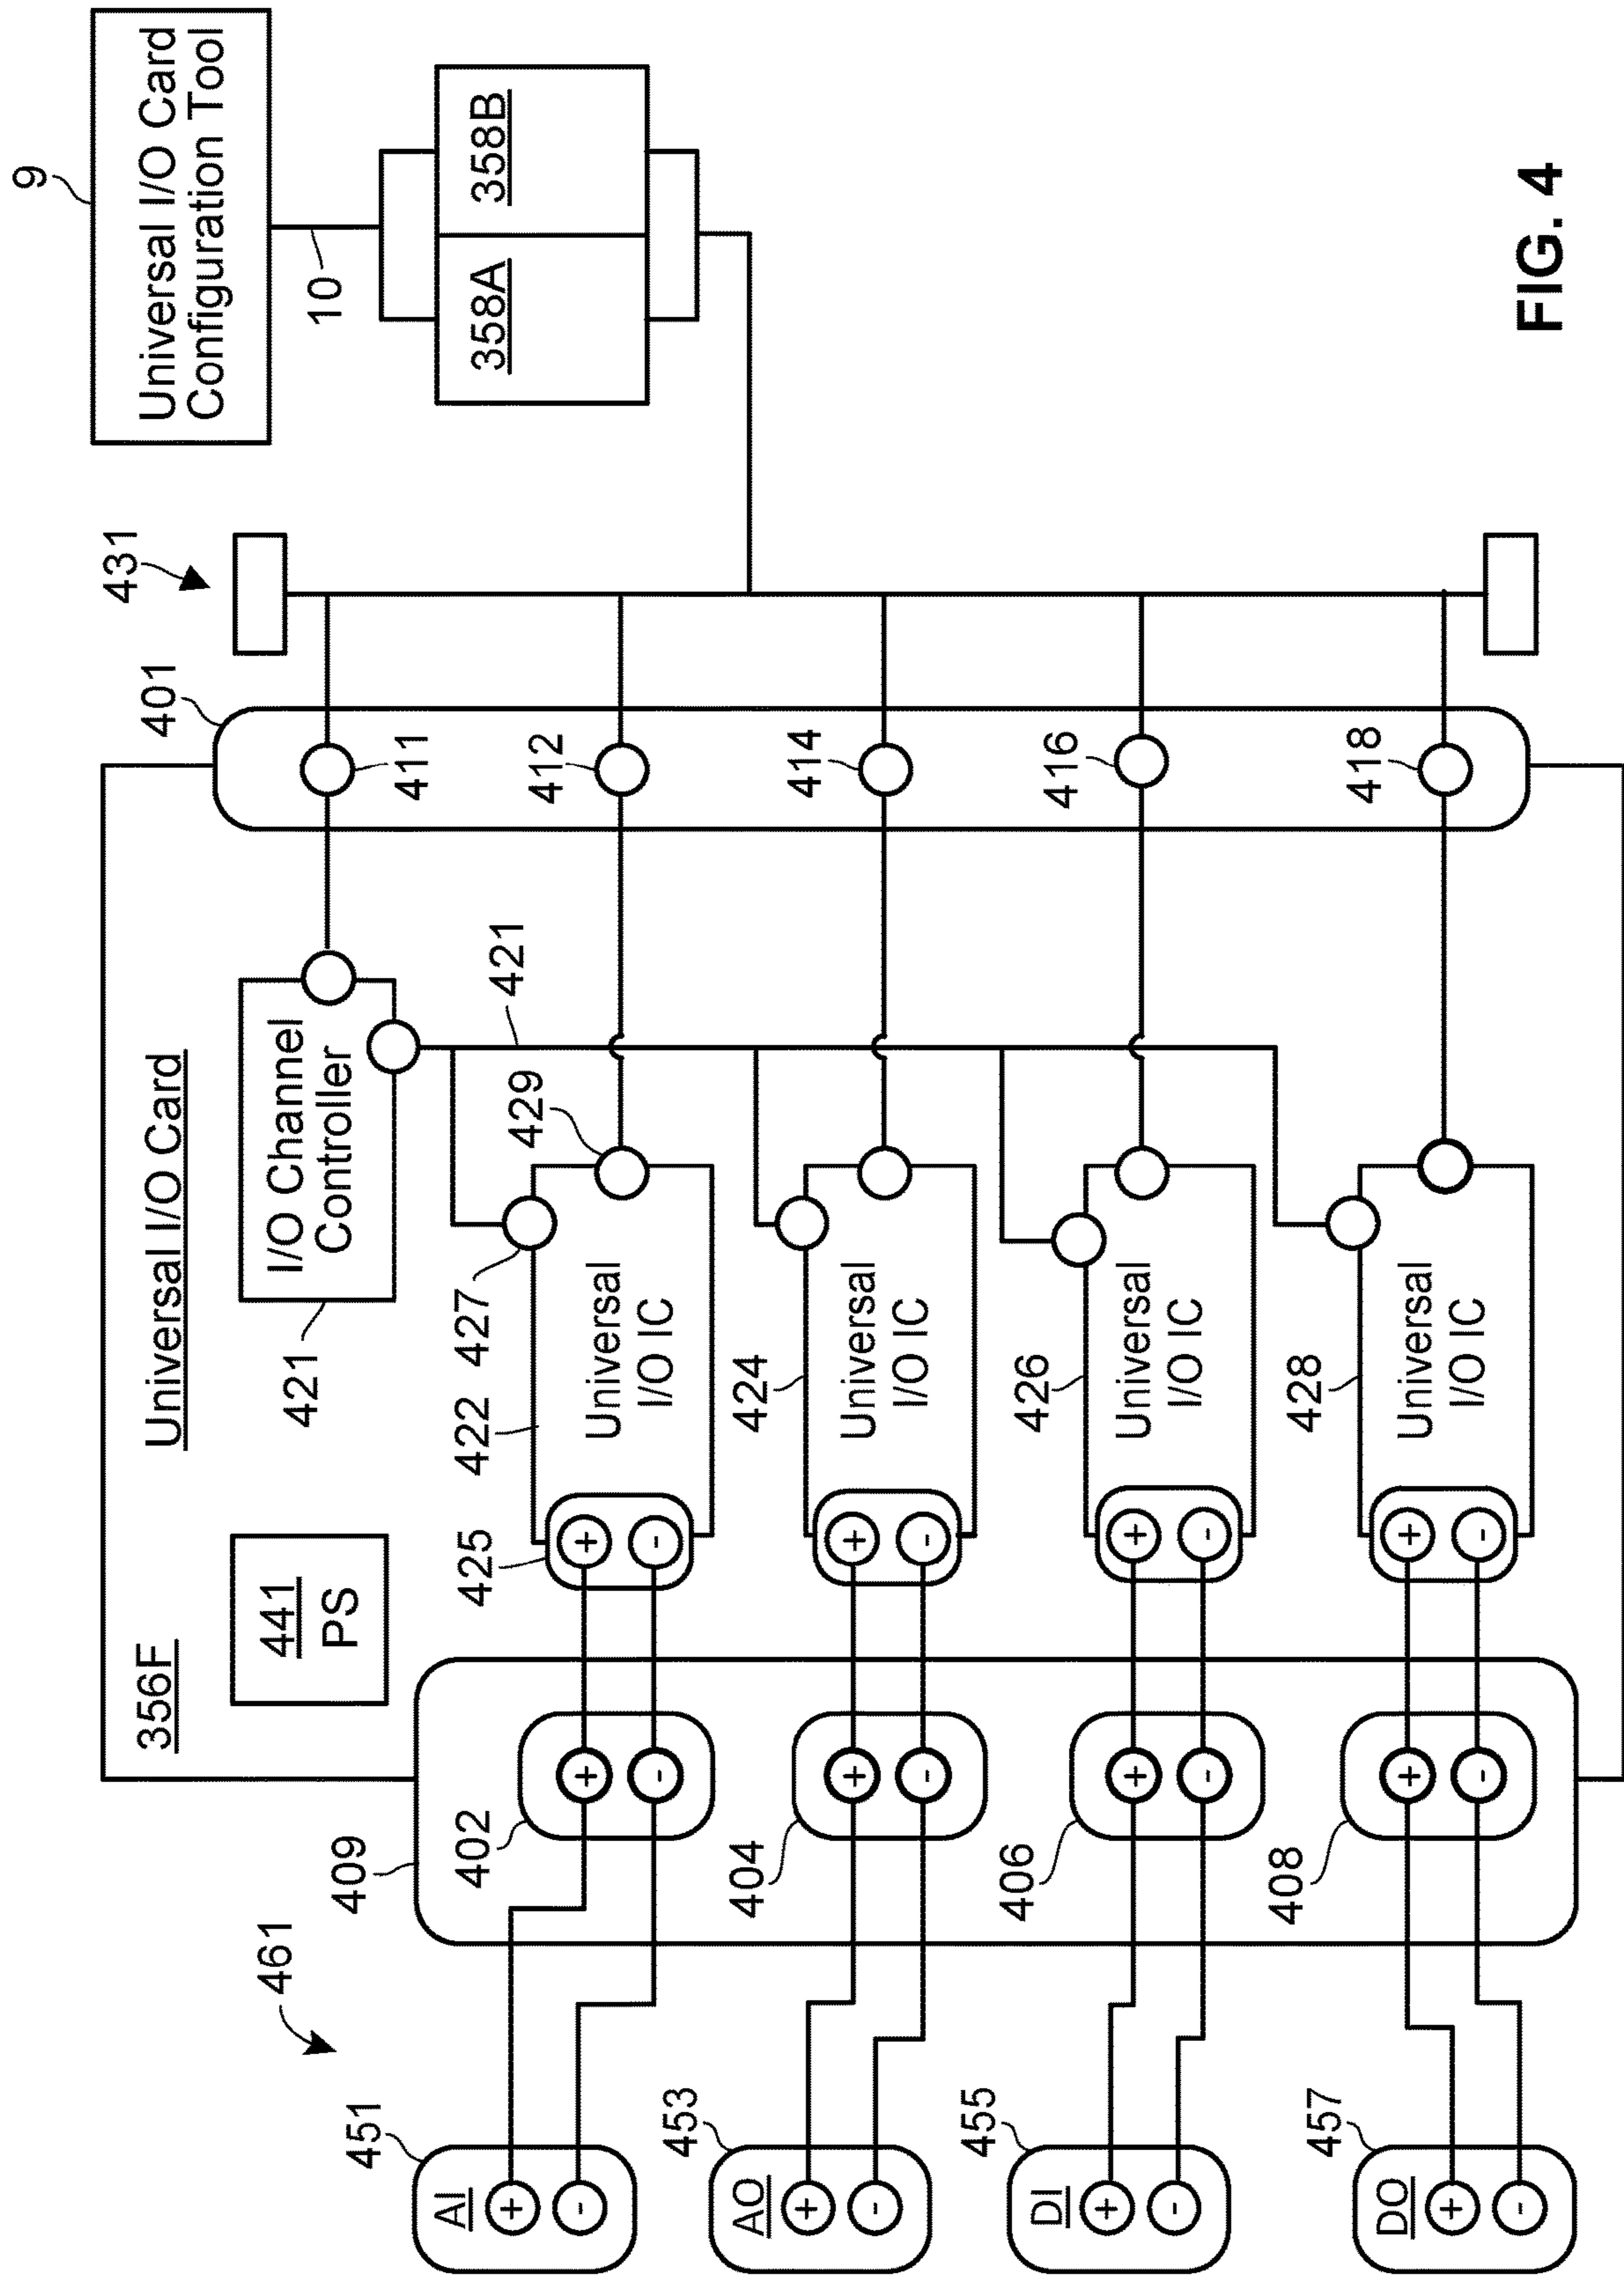 9
Universal I/O Card
Configuration Tool
10
358A
358B
431
401
411
412
414
416
418
Universal I/O Card
356F
441
PS
I/O Channel
Controller
421
421
429
427
422
425
Universal
I/O IC
424
Universal
I/O IC
426
Universal
I/O IC
428
Universal
I/O IC
+
-
+
-
+
-
+
-
409
402
+
-
404
+
-
406
+
-
408
+
-
461
451
AI
+
-
453
AO
+
-
455
DI
+
-
457
DO
+
-
FIG. 4